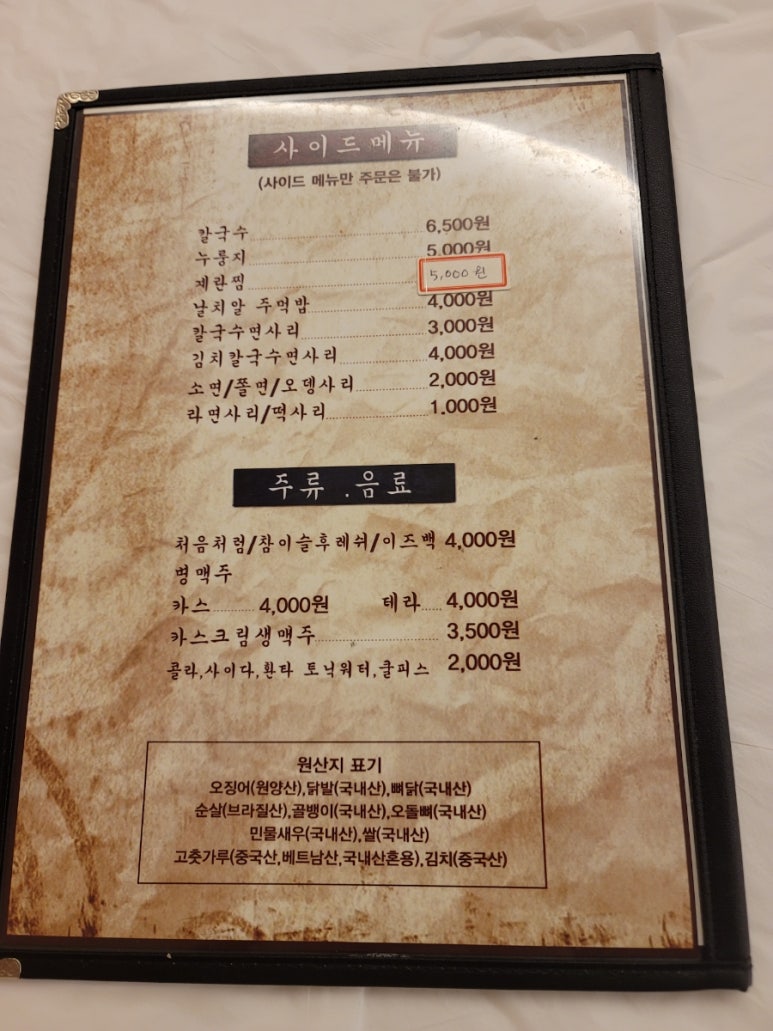 사이드메뉴
(사이드 메뉴만 주문은 불가)
칼국수 6,500원
누룽지 5,000원
계란찜 5,000원
날치알 주먹밥 4,000원
칼국수면사리 3,000원
김치칼국수면사리 4,000원
소면/쫄면/오뎅사리 2,000원
라면사리/떡사리 1,000원
주류 . 음료
처음처럼/참이슬후레쉬/이즈백 4,000원
병맥주
카스 4,000원 테라 4,000원
카스크림생맥주 3,500원
콜라,사이다,환타 토닉워터,쿨피스 2,000원
원산지 표기
오징어(원양산),닭발(국내산),뼈닭(국내산)
순살(브라질산),골뱅이(국내산),오돌뼈(국내산)
민물새우(국내산),쌀(국내산)
고춧가루(중국산,베트남산,국내산혼용),김치(중국산)